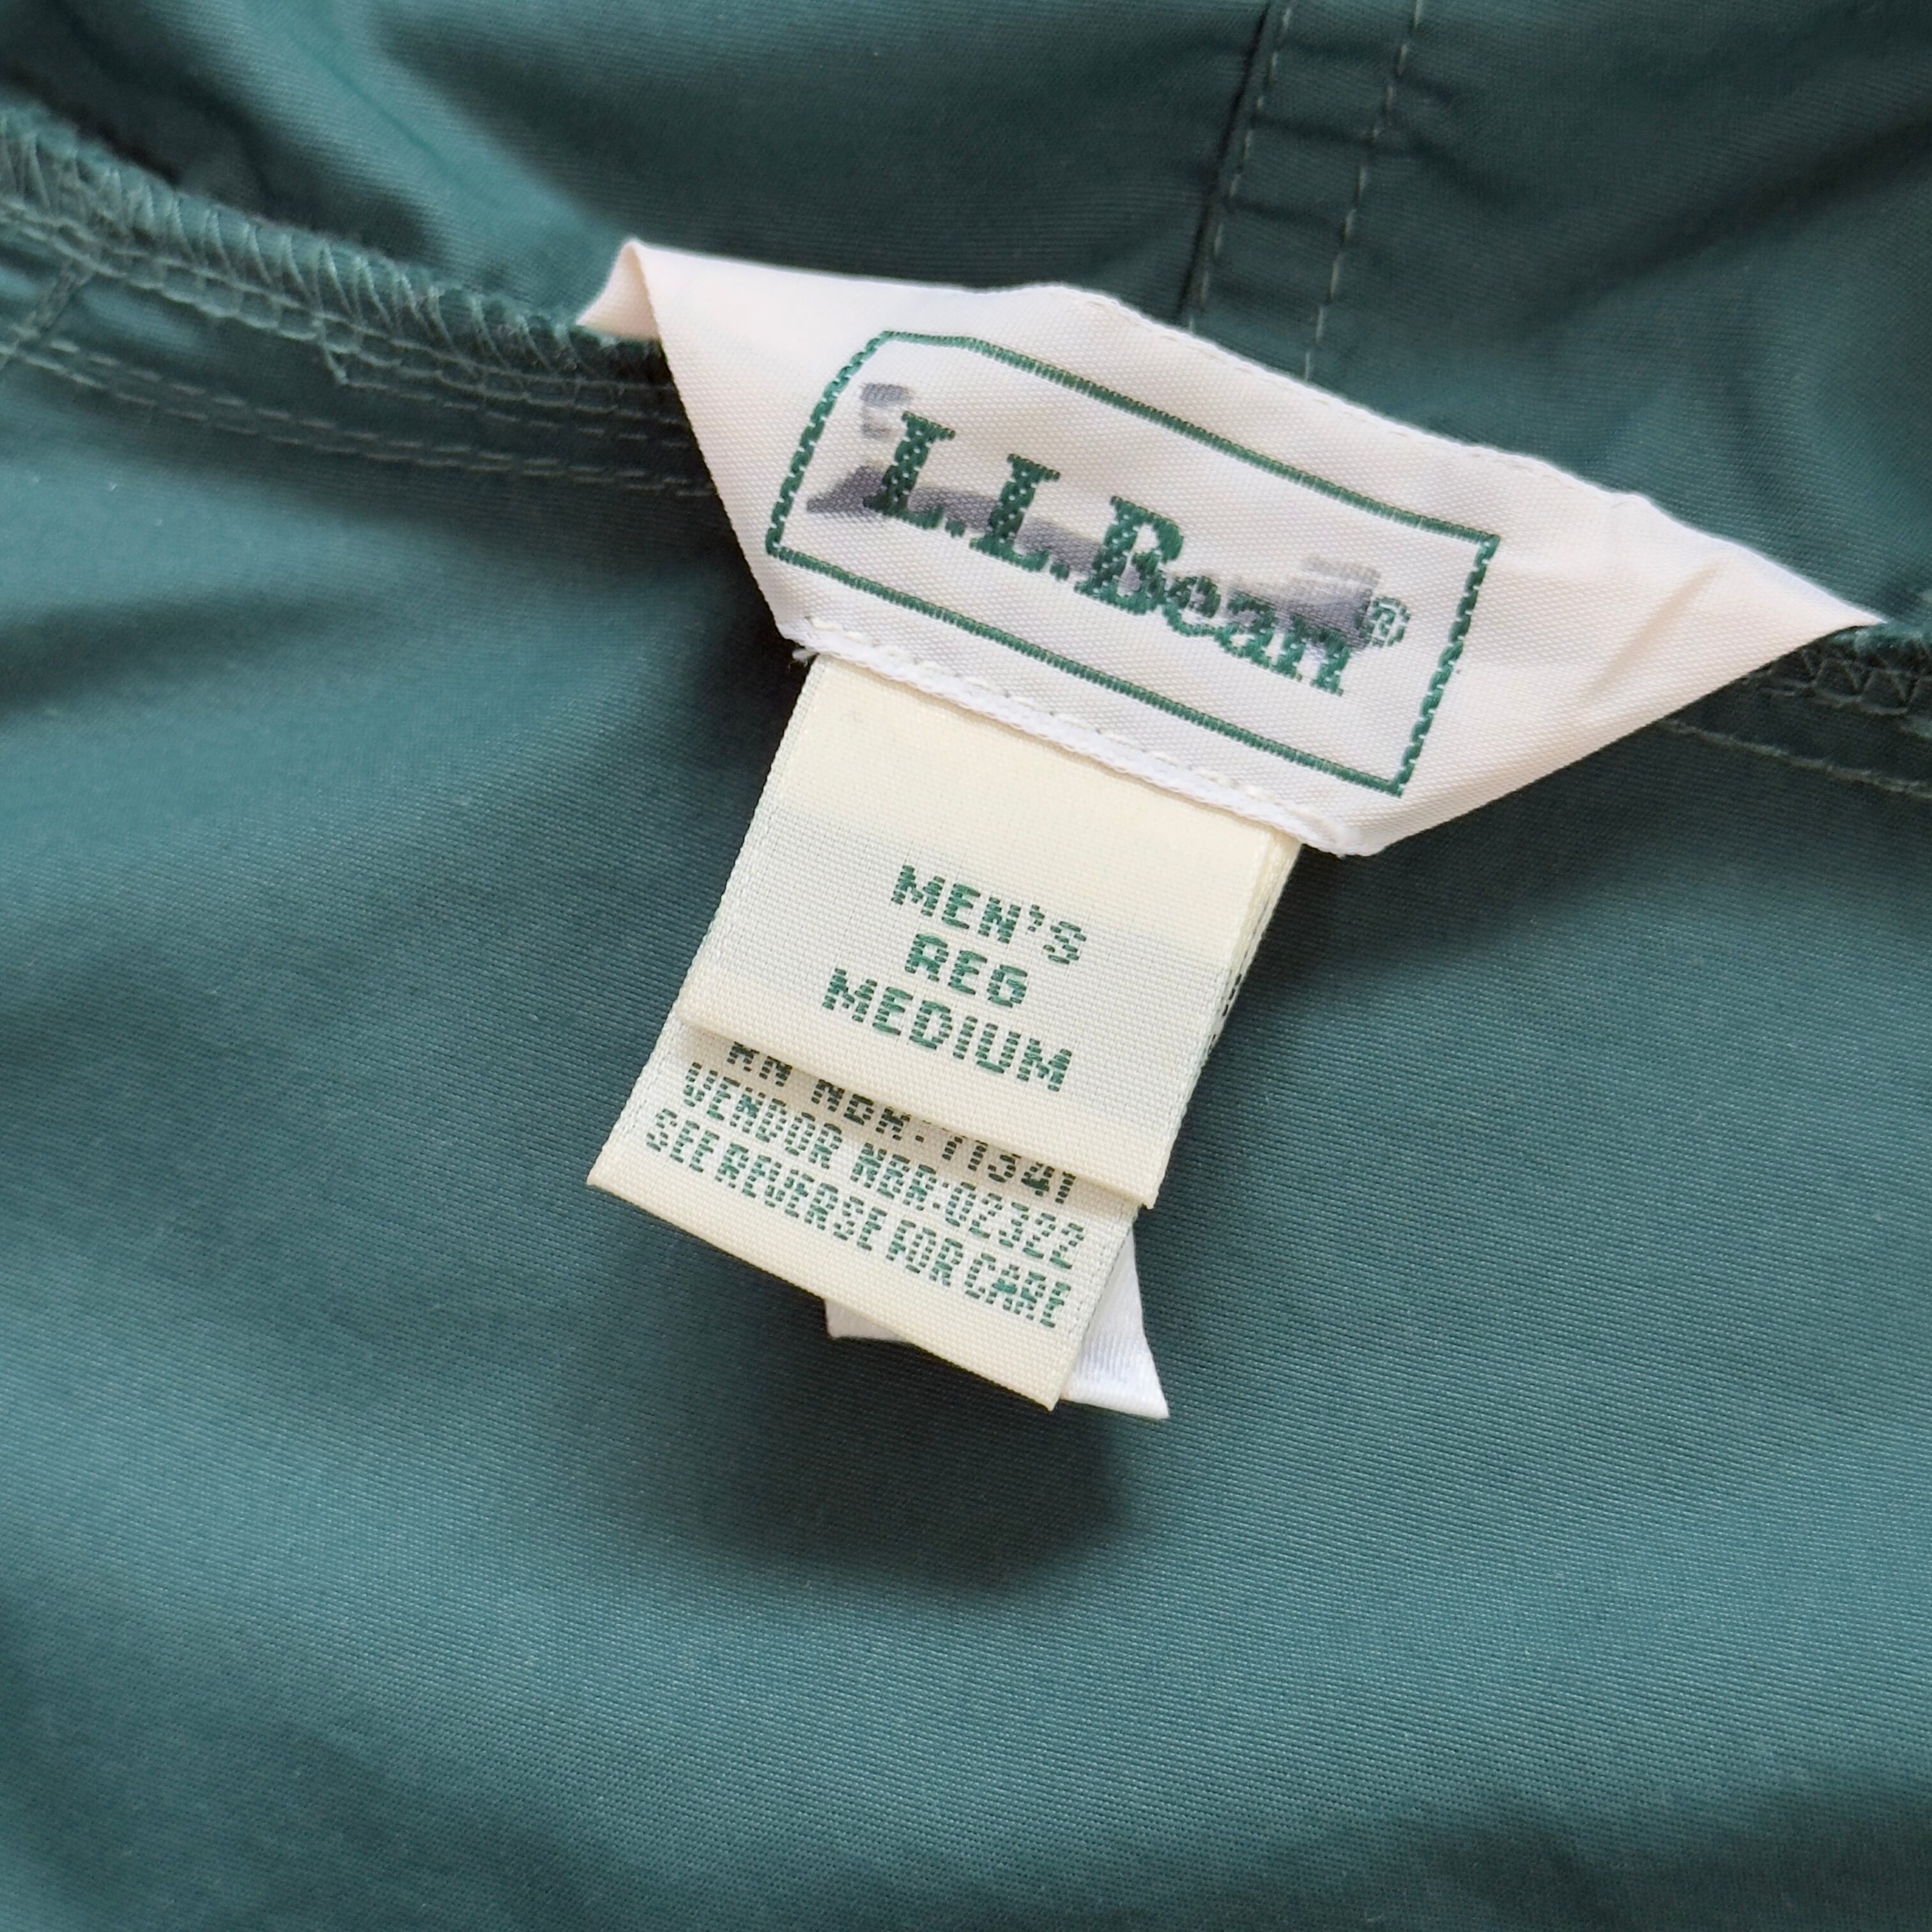 L.L.Bean®
MEN'S
REG
MEDIUM
RN NBR:71341
VENDOR NBR:02322
SEE REVERSE FOR CARE